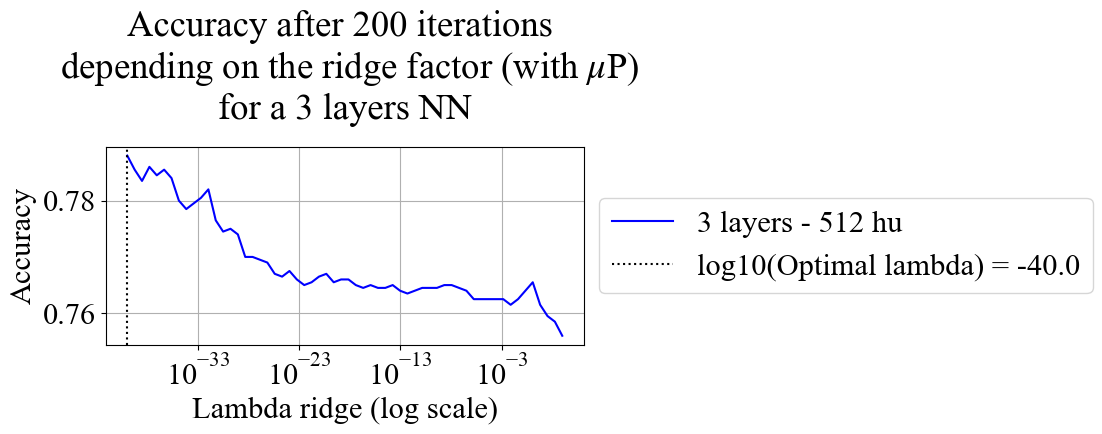 Accuracy after 200 iterations
depending on the ridge factor (with μP)
for a 3 layers NN
Accuracy
0.78
0.76
10⁻³³ 10⁻²³ 10⁻¹³ 10⁻³
Lambda ridge (log scale)
3 layers - 512 hu
log10(Optimal lambda) = -40.0